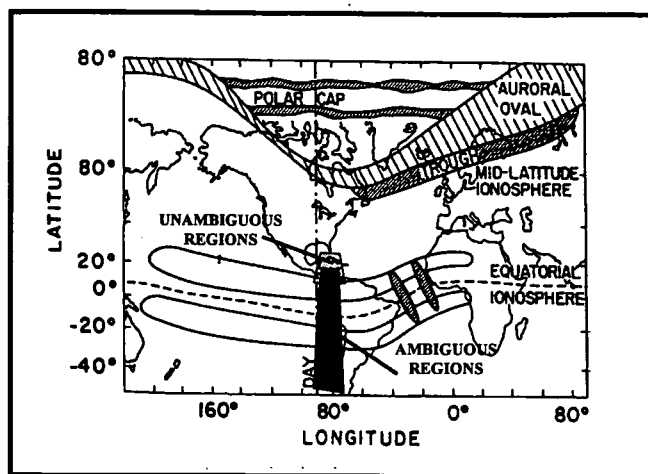 80°
AURORAL
OVAL
POLAR CAP
TROUGH
80°
MID-LATITUDE
IONOSPHERE
UNAMBIGUOUS
REGIONS
20°
EQUATORIAL
0°
IONOSPHERE
-20°
AMBIGUOUS
REGIONS
-40°
DAY
160°
80°
0°
80°
LATITUDE
LONGITUDE